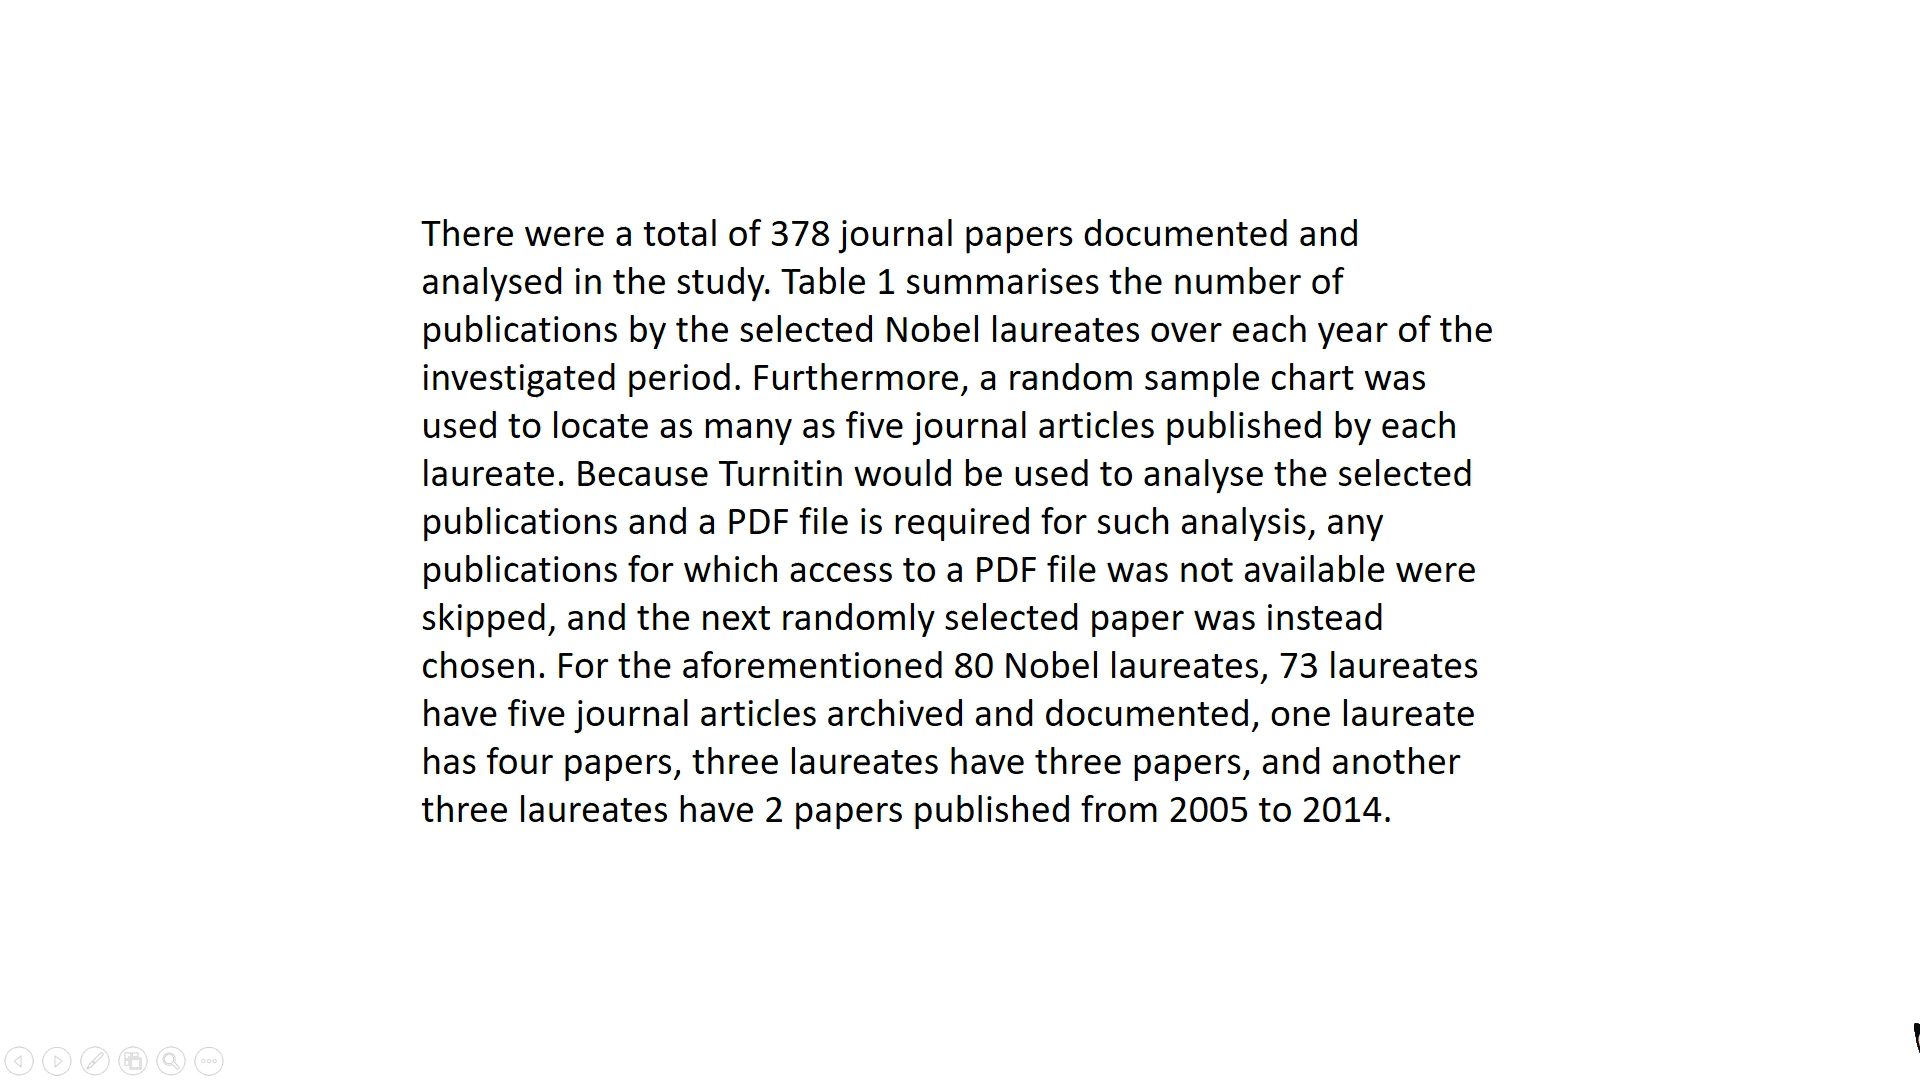 There were a total of 378 journal papers documented and
analysed in the study. Table 1 summarises the number of
publications by the selected Nobel laureates over each year of the
investigated period. Furthermore, a random sample chart was
used to locate as many as five journal articles published by each
laureate. Because Turnitin would be used to analyse the selected
publications and a PDF file is required for such analysis, any
publications for which access to a PDF file was not available were
skipped, and the next randomly selected paper was instead
chosen. For the aforementioned 80 Nobel laureates, 73 laureates
have five journal articles archived and documented, one laureate
has four papers, three laureates have three papers, and another
three laureates have 2 papers published from 2005 to 2014.